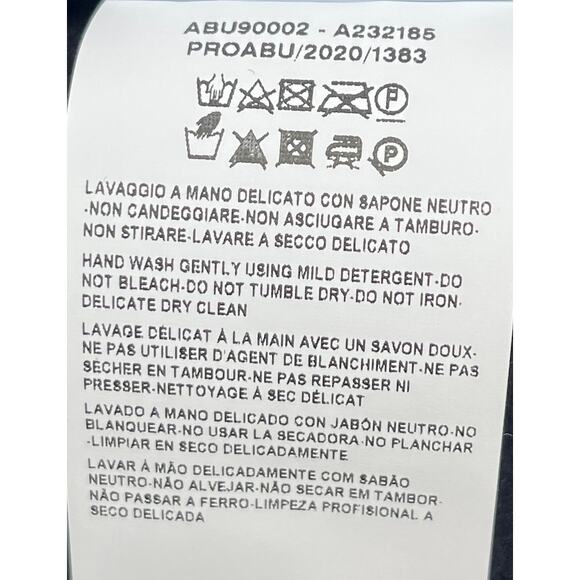 ABU90002 - A232185
PROABU/2020/1383
F
P
LAVAGGIO A MANO DELICATO CON SAPONE NEUTRO
-NON CANDEGGIARE-NON ASCIUGARE A TAMBURO-
NON STIRARE-LAVARE A SECCO DELICATO
HAND WASH GENTLY USING MILD DETERGENT-DO
NOT BLEACH-DO NOT TUMBLE DRY-DO NOT IRON-
DELICATE DRY CLEAN
LAVAGE DÉLICAT À LA MAIN AVEC UN SAVON DOUX-
NE PAS UTILISER D'AGENT DE BLANCHIMENT-NE PAS
SÉCHER EN TAMBOUR-NE PAS REPASSER NI
PRESSER-NETTOYAGE À SEC DÉLICAT
LAVADO A MANO DELICADO CON JABÓN NEUTRO-NO
BLANQUEAR-NO USAR LA SECADORA-NO PLANCHAR
-LIMPIAR EN SECO DELICADAMENTE
LAVAR À MÃO DELICADAMENTE COM SABÃO
NEUTRO-NÃO ALVEJAR-NÃO SECAR EM TAMBOR-
NÃO PASSAR A FERRO-LIMPEZA PROFISIONAL A
SECO DELICADA